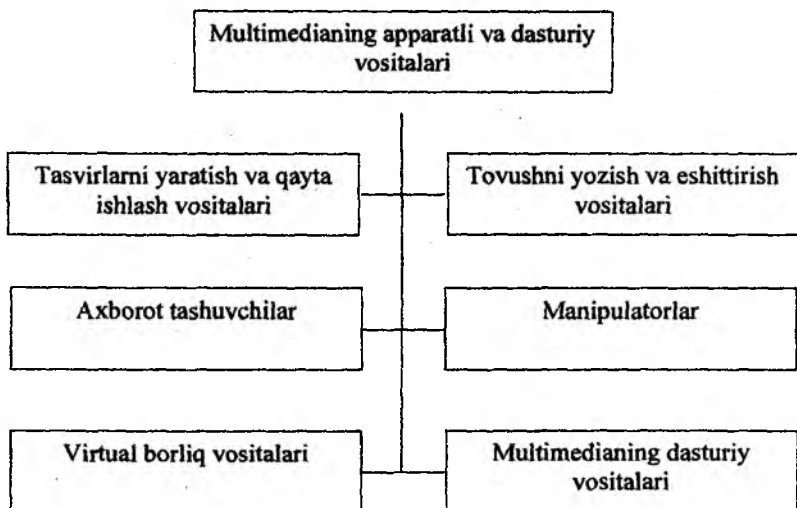 Multimedianing apparatli va dasturiy
vositalari
Tasvirlarni yaratish va qayta
ishlash vositalari
Tovushni yozish va eshittirish
vositalari
Axborot tashuvchilar
Manipulatorlar
Virtual borliq vositalari
Multimedianing dasturiy
vositalari